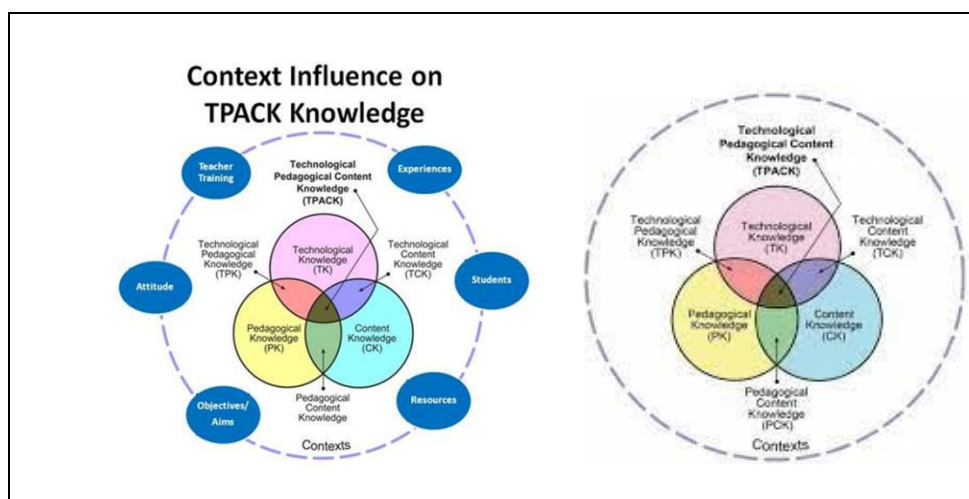 Context Influence on
TPACK Knowledge
Teacher
Training
Experiences
Technological
Pedagogical Content
Knowledge
(TPACK)
Technological
Pedagogical
Knowledge
(TPK)
Technological
Knowledge
(TK)
Technological
Content
Knowledge
(TCK)
Attitude
Students
Pedagogical
Knowledge
(PK)
Content
Knowledge
(CK)
Objectives/
Aims
Pedagogical
Content
Knowledge
Resources
Contexts
Technological
Pedagogical Content
Knowledge
(TPACK)
Technological
Pedagogical
Knowledge
(TPK)
Technological
Knowledge
(TK)
Technological
Content
Knowledge
(TCK)
Pedagogical
Knowledge
(PK)
Content
Knowledge
(CK)
Pedagogical
Content
Knowledge
(PCK)
Contexts